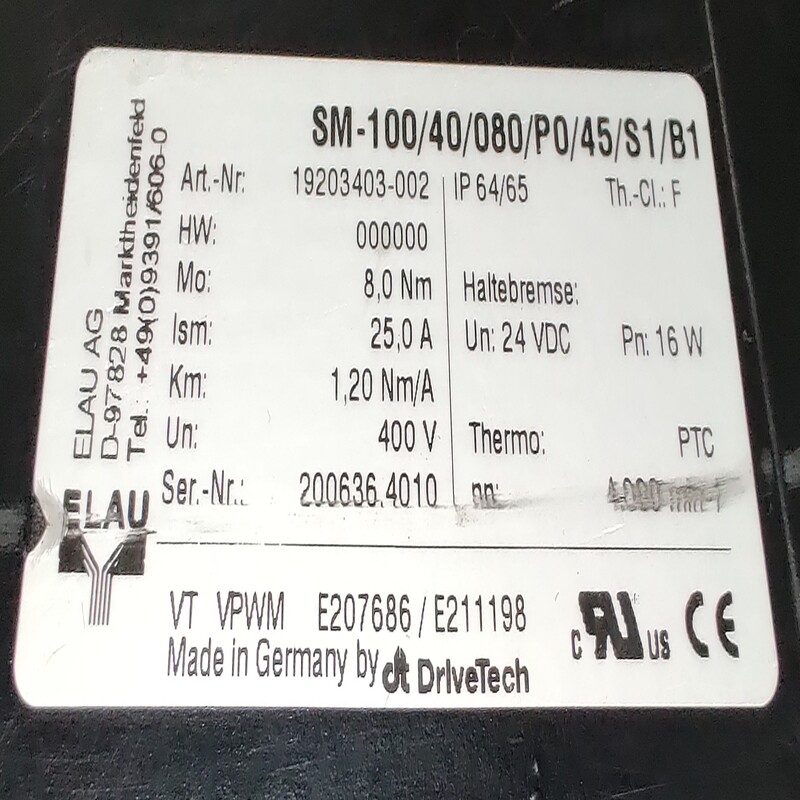 SM-100/40/080/P0/45/S1/B1
Art.-Nr: 19203403-002 IP 64/65 Th.-Cl.: F
HW: 000000
Mo: 8,0 Nm Haltebremse:
Ism: 25,0 A Un: 24 VDC Pn: 16 W
Km: 1,20 Nm/A
Un: 400 V Thermo: PTC
Ser.-Nr.: 200636.4010 nn:
ELAU AG
D-97828 Marktheidenfeld
Tel.: +49(0)9391/606-0
ELAU
VT VPWM E207686 / E211198
Made in Germany by dt DriveTech
c RU US CE